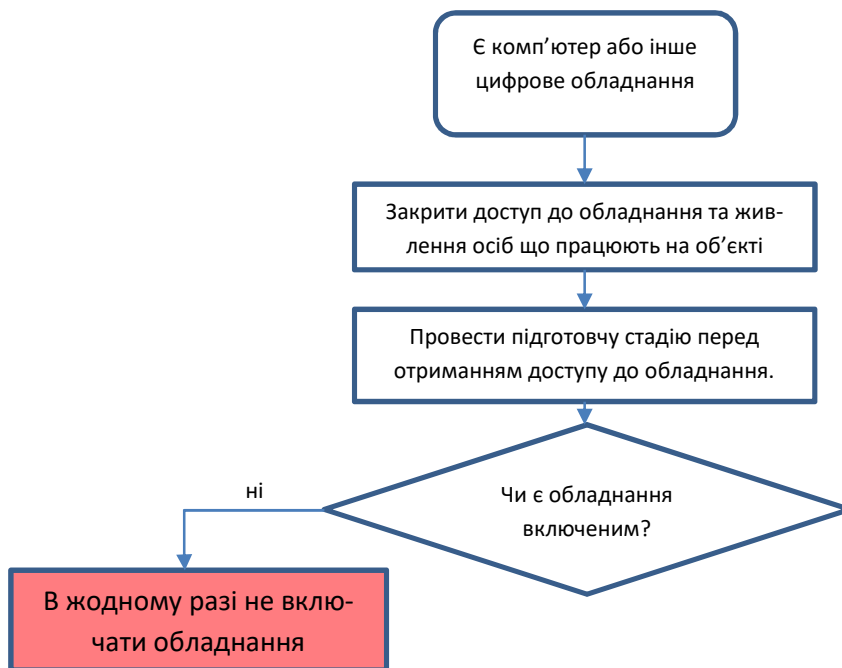 Є комп’ютер або інше
цифрове обладнання
Закрити доступ до обладнання та жив-
лення осіб що працюють на об’єкті
Провести підготовчу стадію перед
отриманням доступу до обладнання.
Чи є обладнання
включеним?
ні
В жодному разі не вклю-
чати обладнання